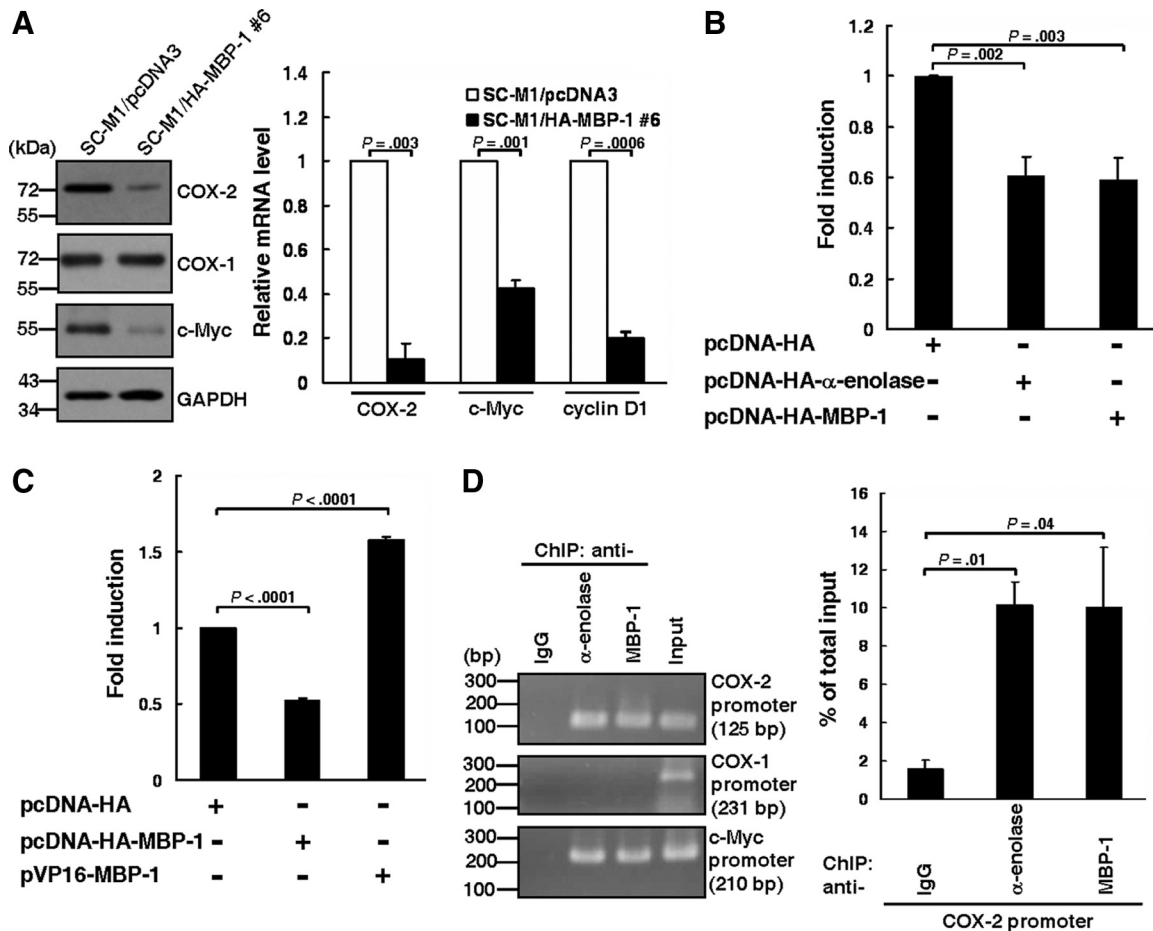 A
SC-M1/pcDNA3
SC-M1/HA-MBP-1 #6
(kDa)
72
55
COX-2
72
55
COX-1
55
c-Myc
43
34
GAPDH
Relative mRNA level
1.4
1.2
1
0.8
0.6
0.4
0.2
0
SC-M1/pcDNA3
SC-M1/HA-MBP-1 #6
P = .003
P = .001
P = .0006
COX-2
c-Myc
cyclin D1
B
Fold induction
1.2
1
0.8
0.6
0.4
0.2
0
P = .003
P = .002
pcDNA-HA + - -
pcDNA-HA-α-enolase - + -
pcDNA-HA-MBP-1 - - +
C
Fold induction
2
1.5
1
0.5
0
P < .0001
P < .0001
pcDNA-HA + - -
pcDNA-HA-MBP-1 - + -
pVP16-MBP-1 - - +
D
ChIP: anti-
IgG
α-enolase
MBP-1
Input
(bp)
300
200
100
COX-2
promoter
(125 bp)
300
200
100
COX-1
promoter
(231 bp)
300
200
100
c-Myc
promoter
(210 bp)
% of total input
16
14
12
10
8
6
4
2
0
P = .04
P = .01
ChIP:
anti-
IgG
α-enolase
MBP-1
COX-2 promoter